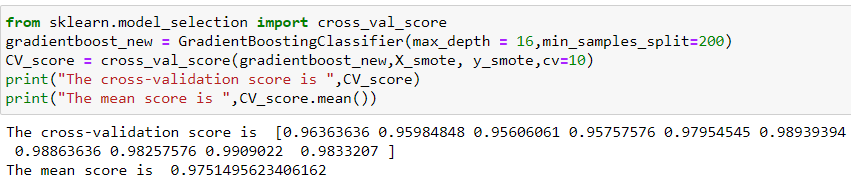 from sklearn.model_selection import cross_val_score
gradientboost_new = GradientBoostingClassifier(max_depth = 16,min_samples_split=200)
CV_score = cross_val_score(gradientboost_new,X_smote, y_smote,cv=10)
print("The cross-validation score is ",CV_score)
print("The mean score is ",CV_score.mean())
The cross-validation score is  [0.96363636 0.95984848 0.95606061 0.95757576 0.97954545 0.98939394
 0.98863636 0.98257576 0.9909022  0.9833207 ]
The mean score is  0.9751495623406162